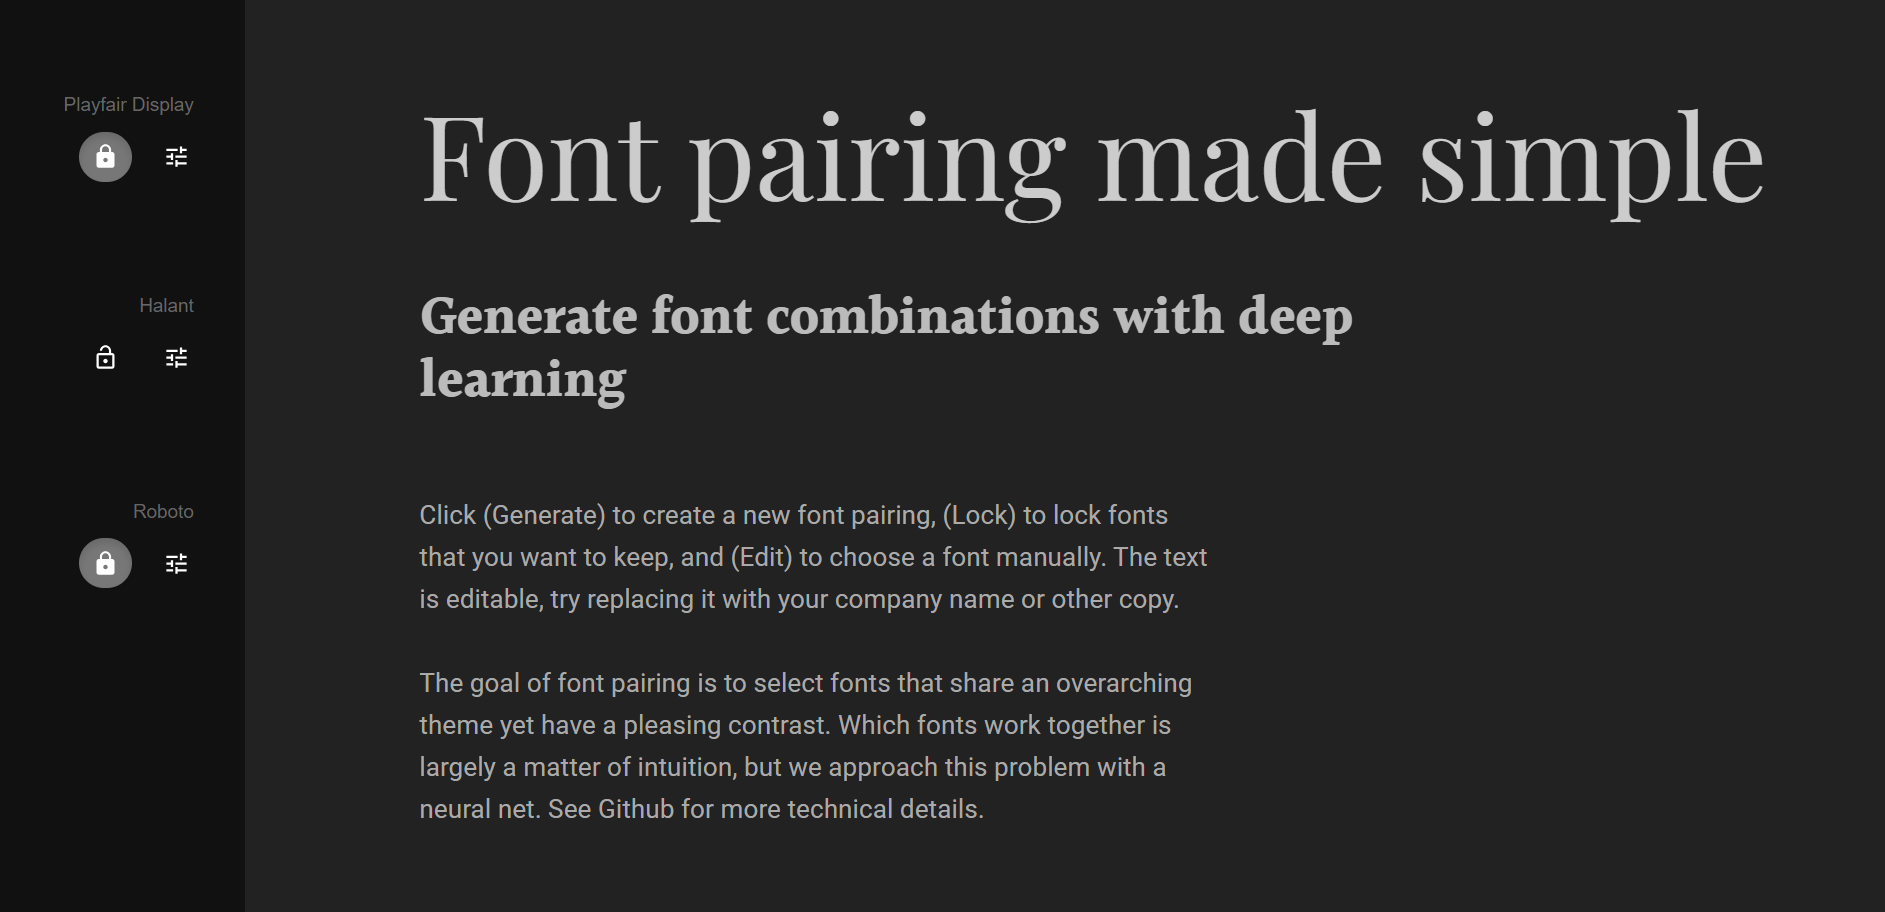 Playfair Display
Font pairing made simple
Halant
Generate font combinations with deep
learning
Roboto
Click (Generate) to create a new font pairing, (Lock) to lock fonts
that you want to keep, and (Edit) to choose a font manually. The text
is editable, try replacing it with your company name or other copy.
The goal of font pairing is to select fonts that share an overarching
theme yet have a pleasing contrast. Which fonts work together is
largely a matter of intuition, but we approach this problem with a
neural net. See Github for more technical details.